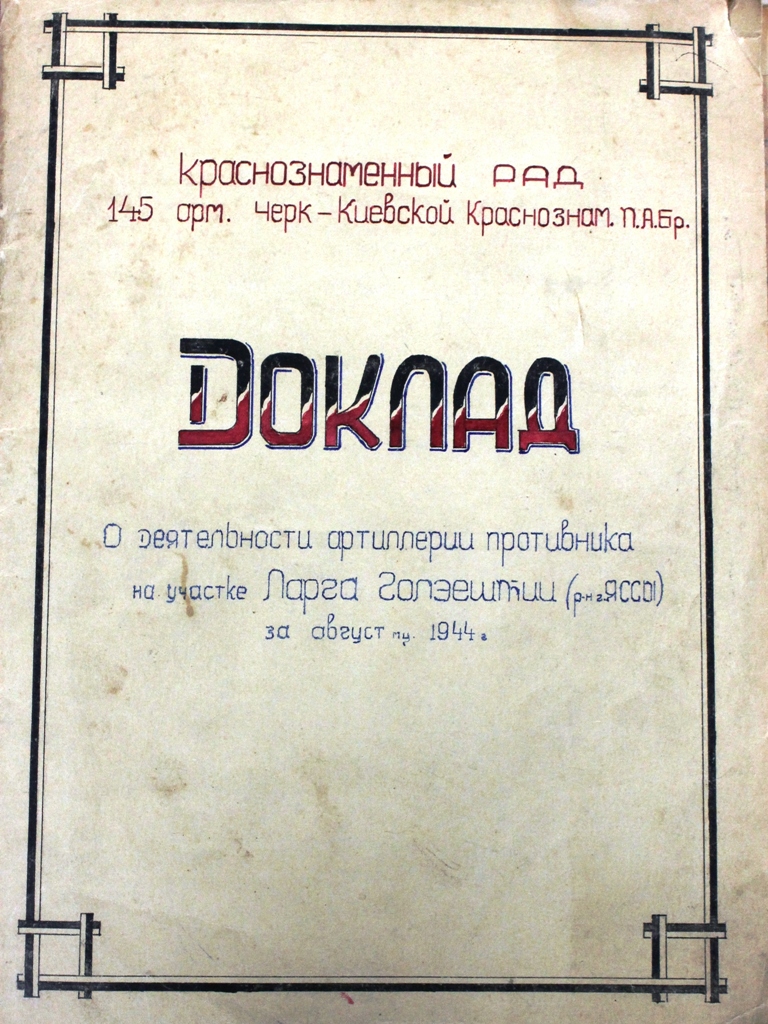 Краснознаменный РАД
145 арм. Черк-Киевской Краснознам. П.А.Бр.
Доклад
О деятельности артиллерии противника
на участке Ларга Голэештии (р-н г. ЯССЫ)
за август м-ц. 1944 г